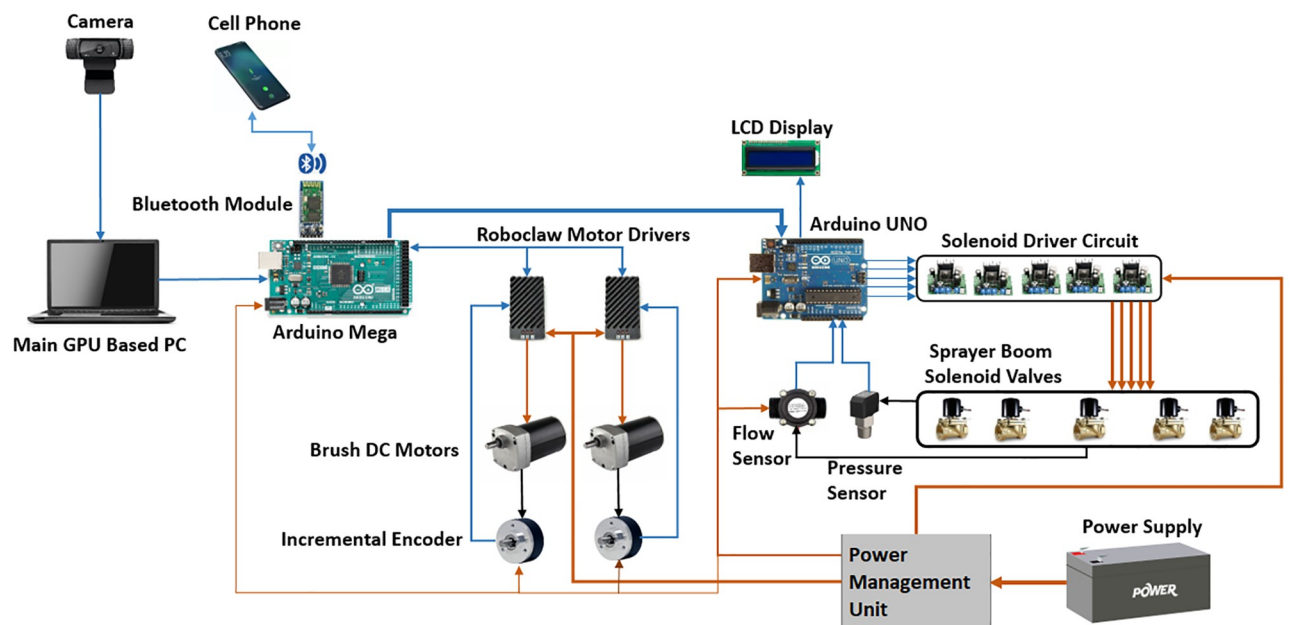 Camera
Cell Phone
LCD Display
Bluetooth Module
Arduino UNO
Roboclaw Motor Drivers
Solenoid Driver Circuit
UNO
Arduino Mega
Main GPU Based PC
Sprayer Boom
Solenoid Valves
Brush DC Motors
Flow
Sensor
Pressure
Sensor
Incremental Encoder
Power Supply
Power
Management
Unit
POWER